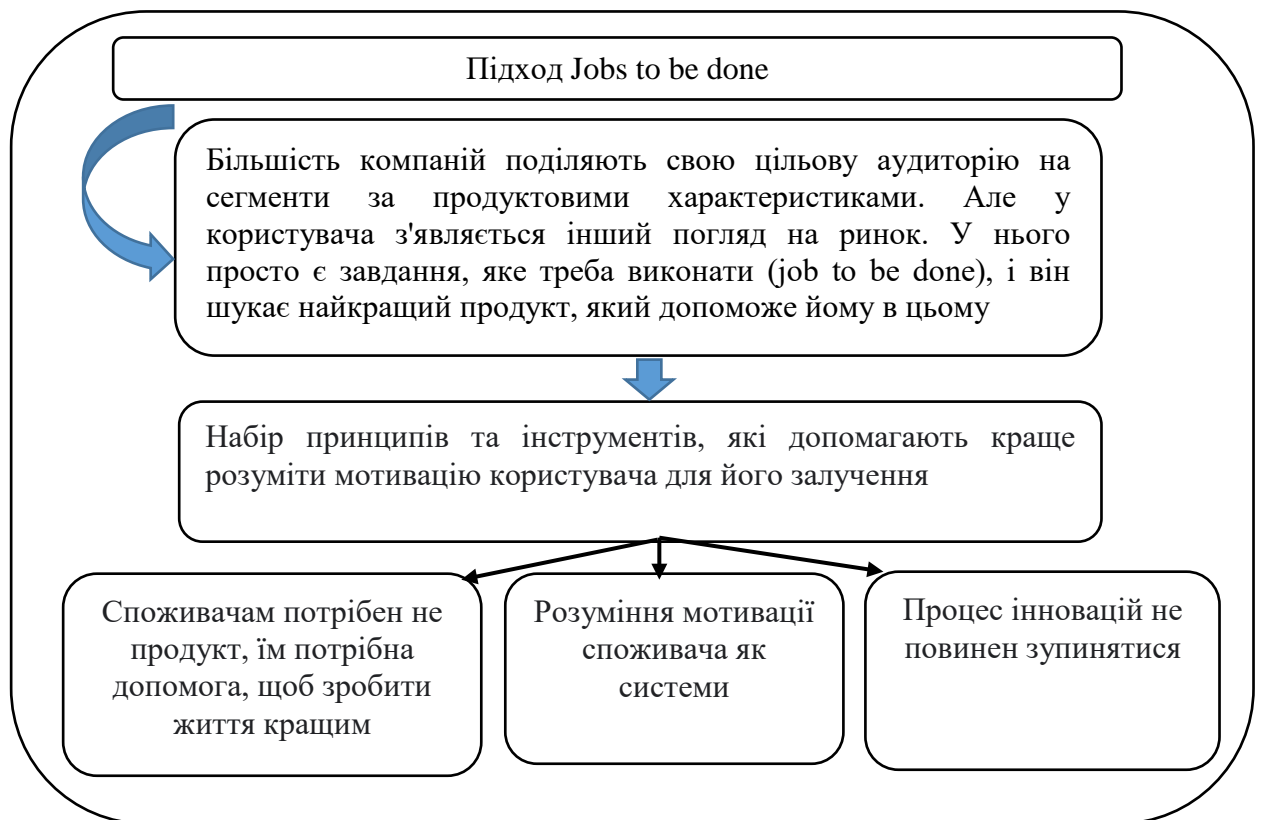 Підход Jobs to be done
Більшість компаній поділяють свою цільову аудиторію на
сегменти за продуктовими характеристиками. Але у
користувача з'являється інший погляд на ринок. У нього
просто є завдання, яке треба виконати (job to be done), і він
шукає найкращий продукт, який допоможе йому в цьому
Набір принципів та інструментів, які допомагають краще
розуміти мотивацію користувача для його залучення
Споживачам потрібен не
продукт, їм потрібна
допомога, щоб зробити
життя кращим
Розуміння мотивації
споживача як
системи
Процес інновацій не
повинен зупинятися